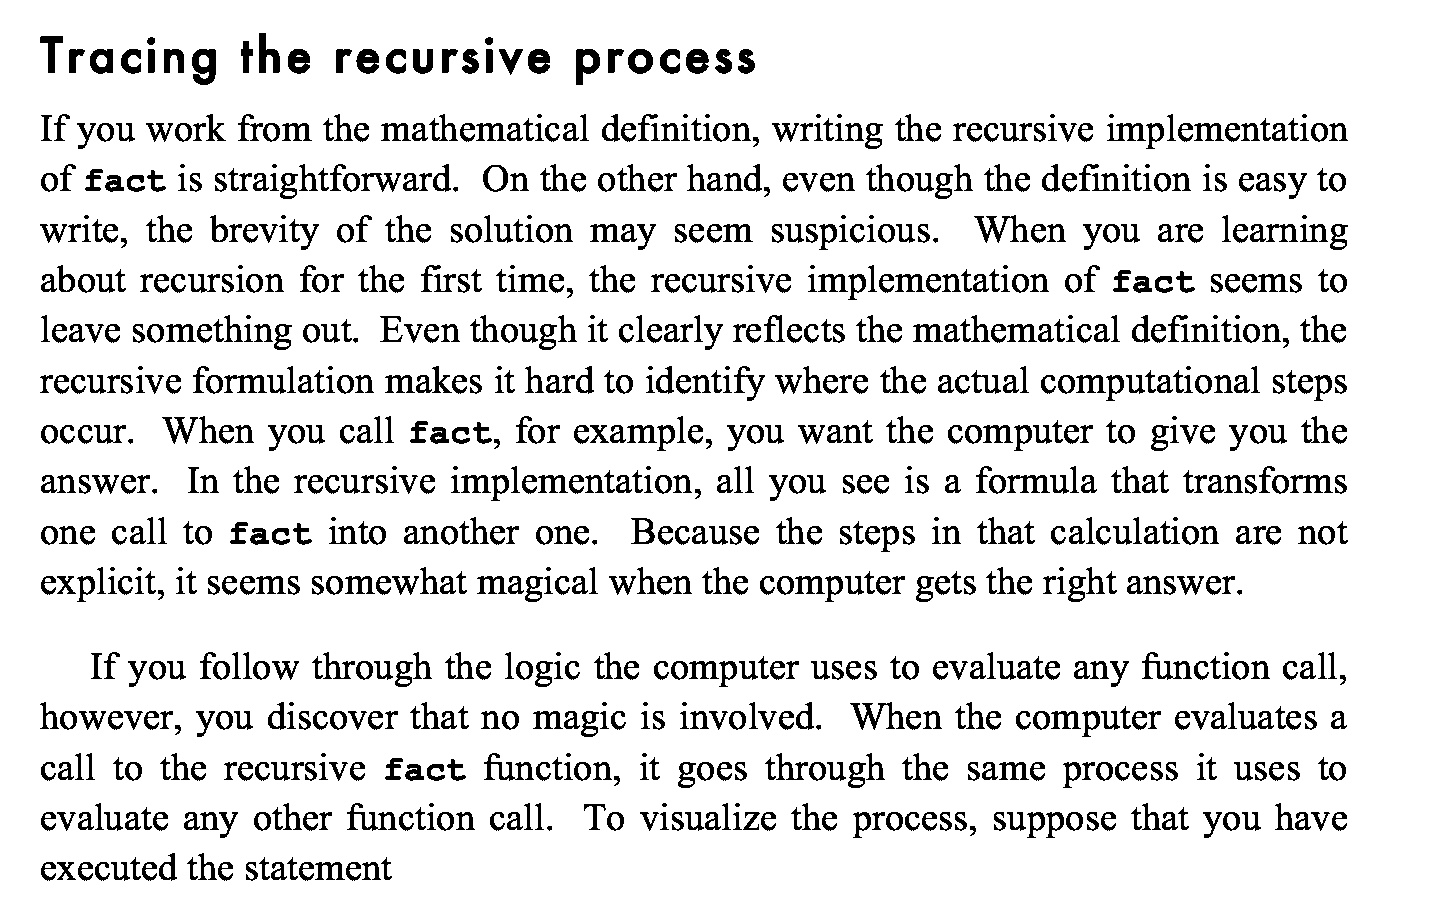 Tracing the recursive process
If you work from the mathematical definition, writing the recursive implementation
of fact is straightforward.  On the other hand, even though the definition is easy to
write, the brevity of the solution may seem suspicious.  When you are learning
about recursion for the first time, the recursive implementation of fact seems to
leave something out.  Even though it clearly reflects the mathematical definition, the
recursive formulation makes it hard to identify where the actual computational steps
occur.  When you call fact, for example, you want the computer to give you the
answer.  In the recursive implementation, all you see is a formula that transforms
one call to fact into another one.  Because the steps in that calculation are not
explicit, it seems somewhat magical when the computer gets the right answer.
If you follow through the logic the computer uses to evaluate any function call,
however, you discover that no magic is involved.  When the computer evaluates a
call to the recursive fact function, it goes through the same process it uses to
evaluate any other function call.  To visualize the process, suppose that you have
executed the statement